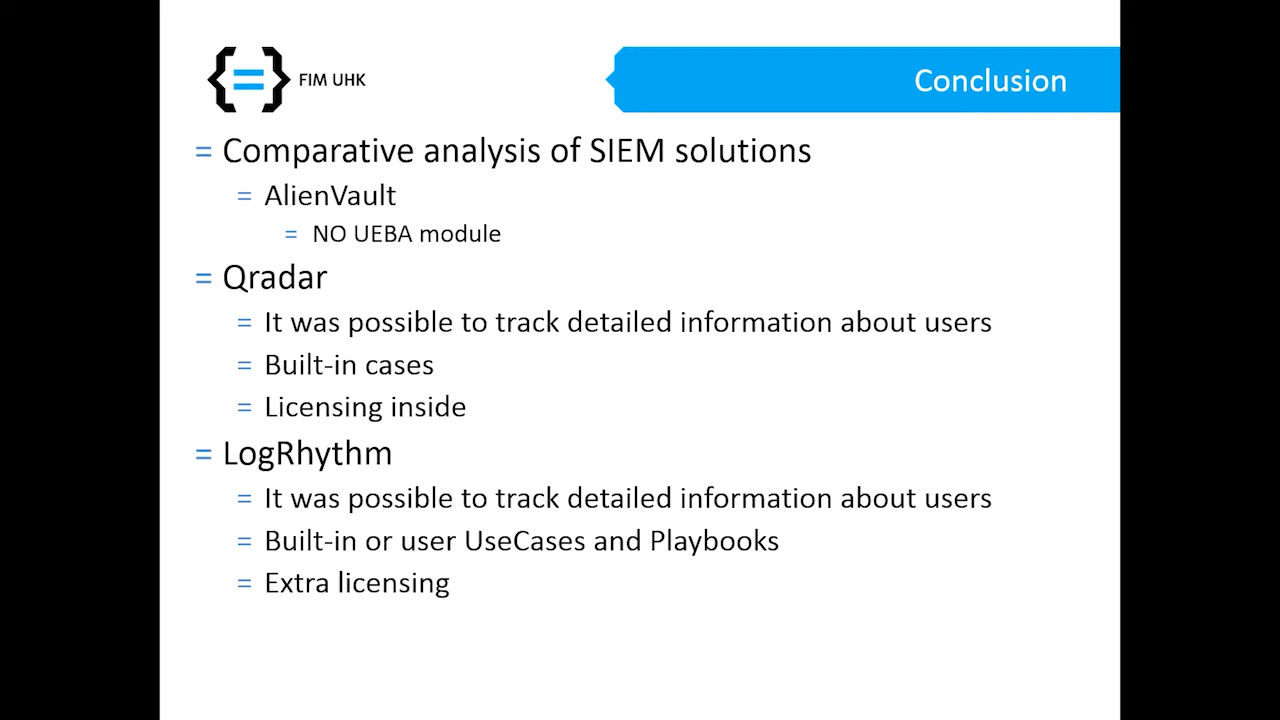 FIM UHK
Conclusion
= Comparative analysis of SIEM solutions
= AlienVault
= NO UEBA module
= Qradar
= It was possible to track detailed information about users
= Built-in cases
= Licensing inside
= LogRhythm
= It was possible to track detailed information about users
= Built-in or user UseCases and Playbooks
= Extra licensing